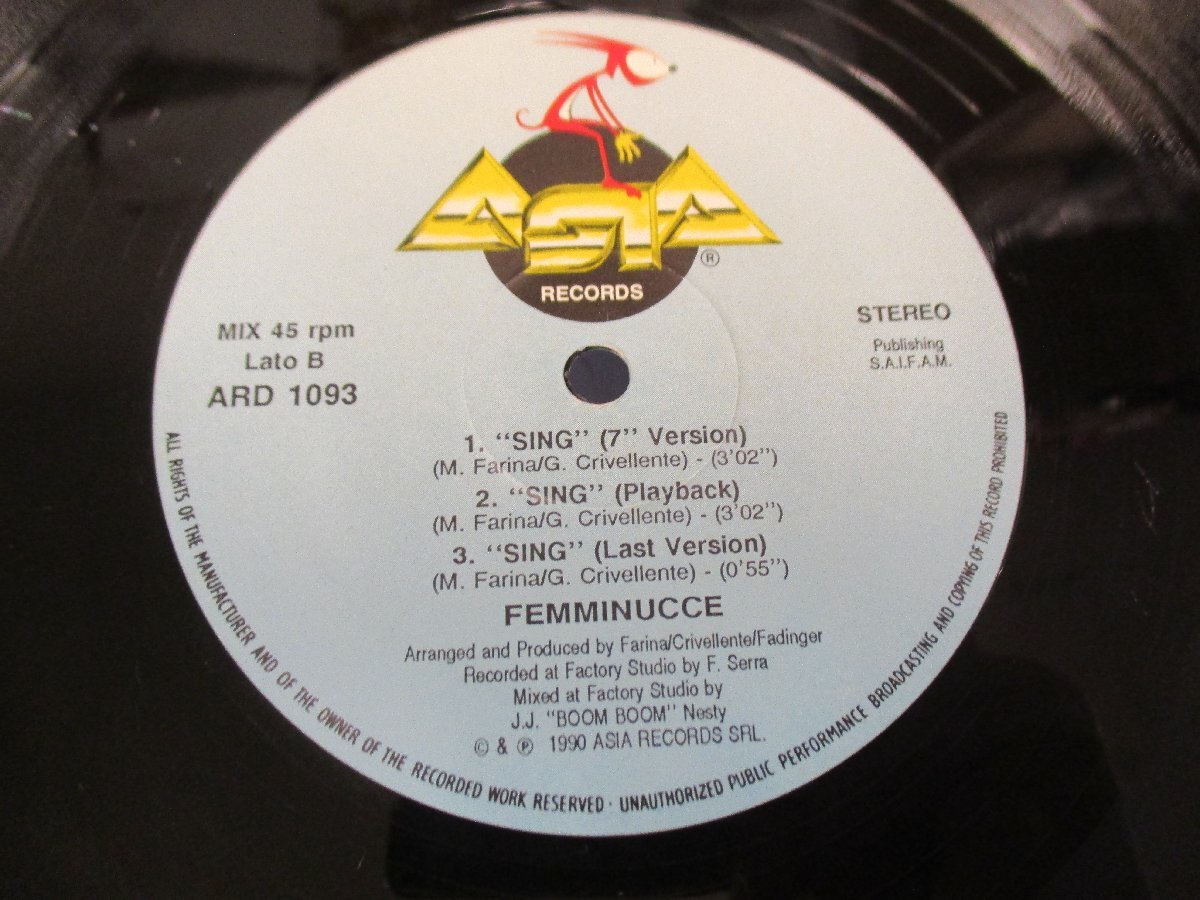 ASIA
®
RECORDS
MIX 45 rpm
Lato B
ARD 1093
STEREO
Publishing
S.A.I.F.A.M.
1. “SING” (7” Version)
(M. Farina/G. Crivellente) - (3’02”)
2. “SING” (Playback)
(M. Farina/G. Crivellente) - (3’02”)
3. “SING” (Last Version)
(M. Farina/G. Crivellente) - (0’55”)
FEMMINUCCE
Arranged and Produced by Farina/Crivellente/Fadinger
Recorded at Factory Studio by F. Serra
Mixed at Factory Studio by
J.J. "BOOM BOOM" Nesty
© & ℗ 1990 ASIA RECORDS SRL.
ALL RIGHTS OF THE MANUFACTURER AND OF THE OWNER OF THE RECORDED WORK RESERVED · UNAUTHORIZED PUBLIC PERFORMANCE BROADCASTING AND COPYING OF THIS RECORD PROHIBITED